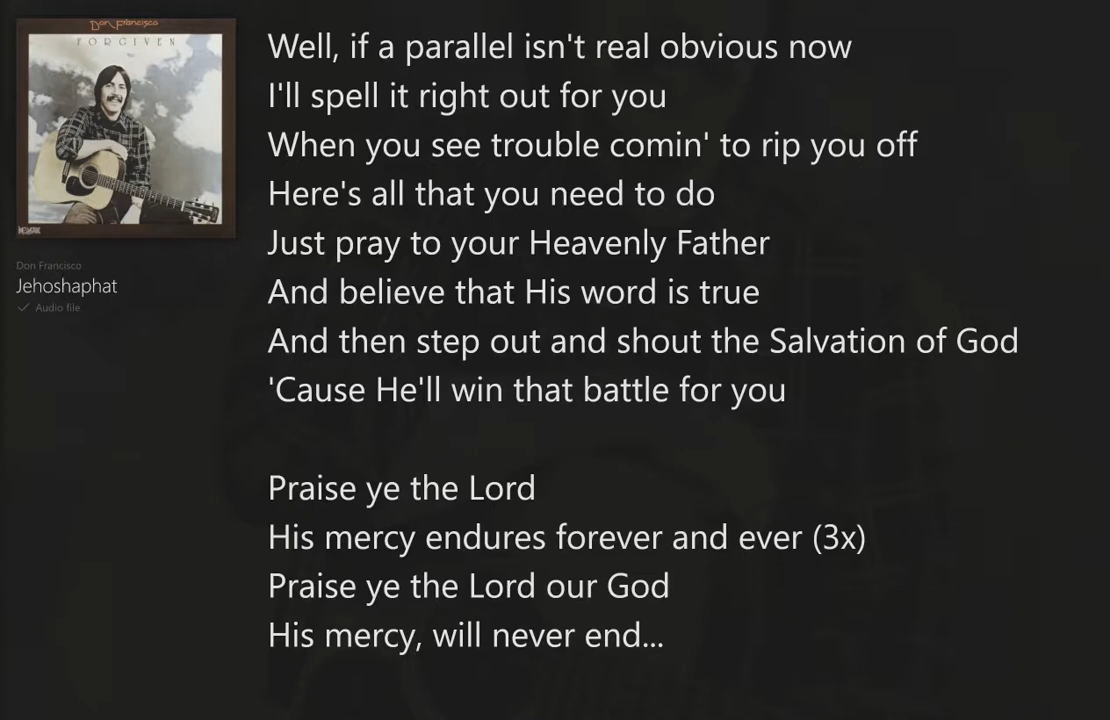 Don Francisco
FORGIVEN
Don Francisco
Jehoshaphat
Audio file
Well, if a parallel isn't real obvious now
I'll spell it right out for you
When you see trouble comin' to rip you off
Here's all that you need to do
Just pray to your Heavenly Father
And believe that His word is true
And then step out and shout the Salvation of God
'Cause He'll win that battle for you
Praise ye the Lord
His mercy endures forever and ever (3x)
Praise ye the Lord our God
His mercy, will never end...